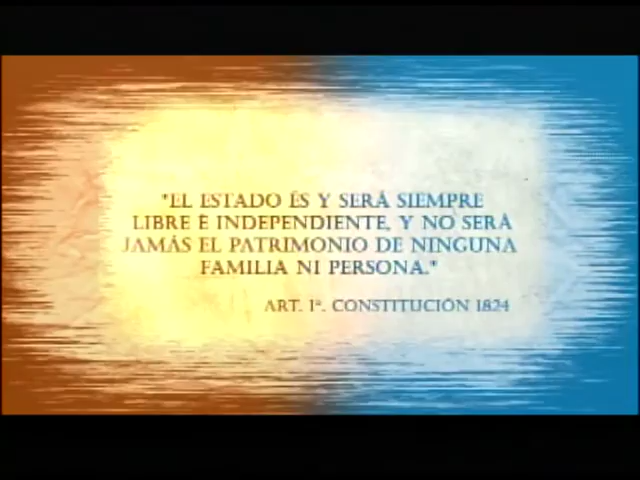 "EL ESTADO ÉS Y SERÁ SIEMPRE
LIBRE É INDEPENDIENTE, Y NO SERÁ
JAMÁS EL PATRIMONIO DE NINGUNA
FAMILIA NI PERSONA."
ART. 1º. CONSTITUCIÓN 1824